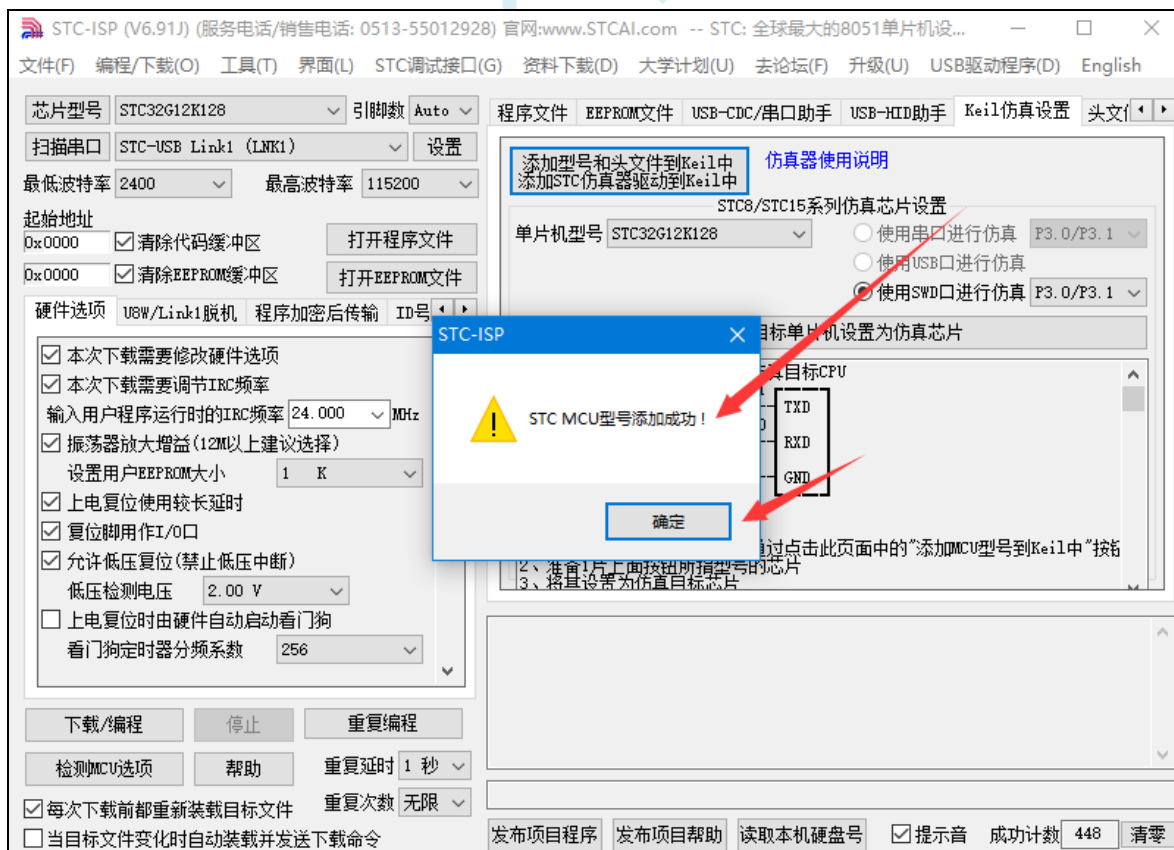 STC-ISP (V6.91J) (服务电话/销售电话: 0513-55012928) 官网:www.STCAI.com -- STC: 全球最大的8051单片机设...
文件(F) 编程/下载(O) 工具(T) 界面(L) STC调试接口(G) 资料下载(D) 大学计划(U) 去论坛(F) 升级(U) USB驱动程序(D) English
芯片型号 STC32G12K128 引脚数 Auto
扫描串口 STC-USB Link1 (LNK1) 设置
最低波特率 2400 最高波特率 115200
起始地址
0x0000 清除代码缓冲区 打开程序文件
0x0000 清除EEPROM缓冲区 打开EEPROM文件
硬件选项 U8W/Link1脱机 程序加密后传输 ID号
本次下载需要修改硬件选项
本次下载需要调节IRC频率
输入用户程序运行时的IRC频率 24.000 MHz
振荡器放大增益(12M以上建议选择)
设置用户EEPROM大小 1 K
上电复位使用较长延时
复位脚用作I/O口
允许低压复位(禁止低压中断)
低压检测电压 2.00 V
上电复位时由硬件自动启动看门狗
看门狗定时器分频系数 256
下载/编程 停止 重复编程
检测MCU选项 帮助 重复延时 1 秒
每次下载前都重新装载目标文件 重复次数 无限
当目标文件变化时自动装载并发送下载命令
程序文件 EEPROM文件 USB-CDC/串口助手 USB-HID助手 Keil仿真设置 头文
添加型号和头文件到Keil中
添加STC仿真器驱动到Keil中
仿真器使用说明
STC8/STC15系列仿真芯片设置
单片机型号 STC32G12K128 使用串口进行仿真 P3.0/P3.1
使用USB口进行仿真
使用SWD口进行仿真 P3.0/P3.1
目标单片机设置为仿真芯片
目标CPU
TXD
RXD
GND
通过点击此页面中的"添加MCU型号到Keil中"按钮
2、准备1片上面按钮所指型号的芯片
3、将其设置为仿真目标芯片
STC-ISP
STC MCU型号添加成功！
确定
发布项目程序 发布项目帮助 读取本机硬盘号 提示音 成功计数 448 清零